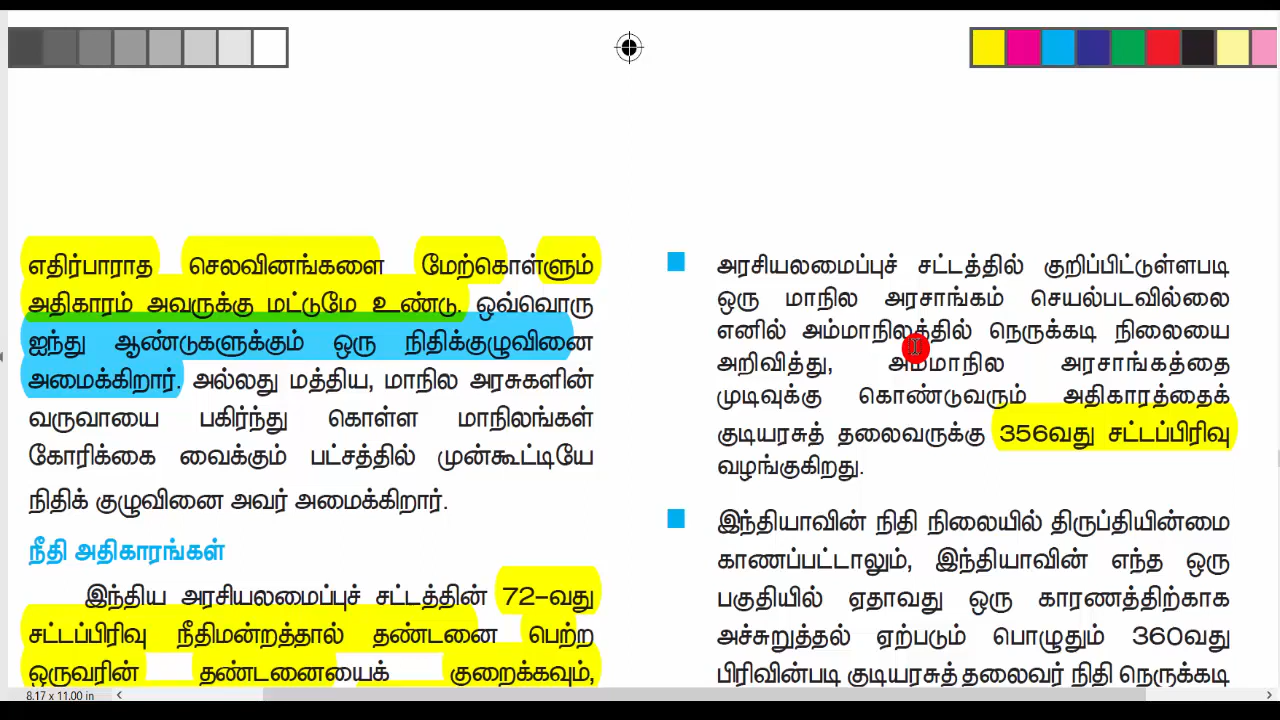 எதிர்பாராத செலவினங்களை மேற்கொள்ளும்
அதிகாரம் அவருக்கு மட்டுமே உண்டு. ஒவ்வொரு
ஐந்து ஆண்டுகளுக்கும் ஒரு நிதிக்குழுவினை
அமைக்கிறார். அல்லது மத்திய, மாநில அரசுகளின்
வருவாயை பகிர்ந்து கொள்ள மாநிலங்கள்
கோரிக்கை வைக்கும் பட்சத்தில் முன்கூட்டியே
நிதிக் குழுவினை அவர் அமைக்கிறார்.
நீதி அதிகாரங்கள்
இந்திய அரசியலமைப்புச் சட்டத்தின் 72-வது
சட்டப்பிரிவு நீதிமன்றத்தால் தண்டனை பெற்ற
ஒருவரின் தண்டனையைக் குறைக்கவும்,
அரசியலமைப்புச் சட்டத்தில் குறிப்பிட்டுள்ளபடி
ஒரு மாநில அரசாங்கம் செயல்படவில்லை
எனில் அம்மாநிலத்தில் நெருக்கடி நிலையை
அறிவித்து, அம்மாநில அரசாங்கத்தை
முடிவுக்கு கொண்டுவரும் அதிகாரத்தைக்
குடியரசுத் தலைவருக்கு 356வது சட்டப்பிரிவு
வழங்குகிறது.
இந்தியாவின் நிதி நிலையில் திருப்தியின்மை
காணப்பட்டாலும், இந்தியாவின் எந்த ஒரு
பகுதியில் ஏதாவது ஒரு காரணத்திற்காக
அச்சுறுத்தல் ஏற்படும் பொழுதும் 360வது
பிரிவின்படி குடியரசுத் தலைவர் நிதி நெருக்கடி
8.17 x 11.00 in